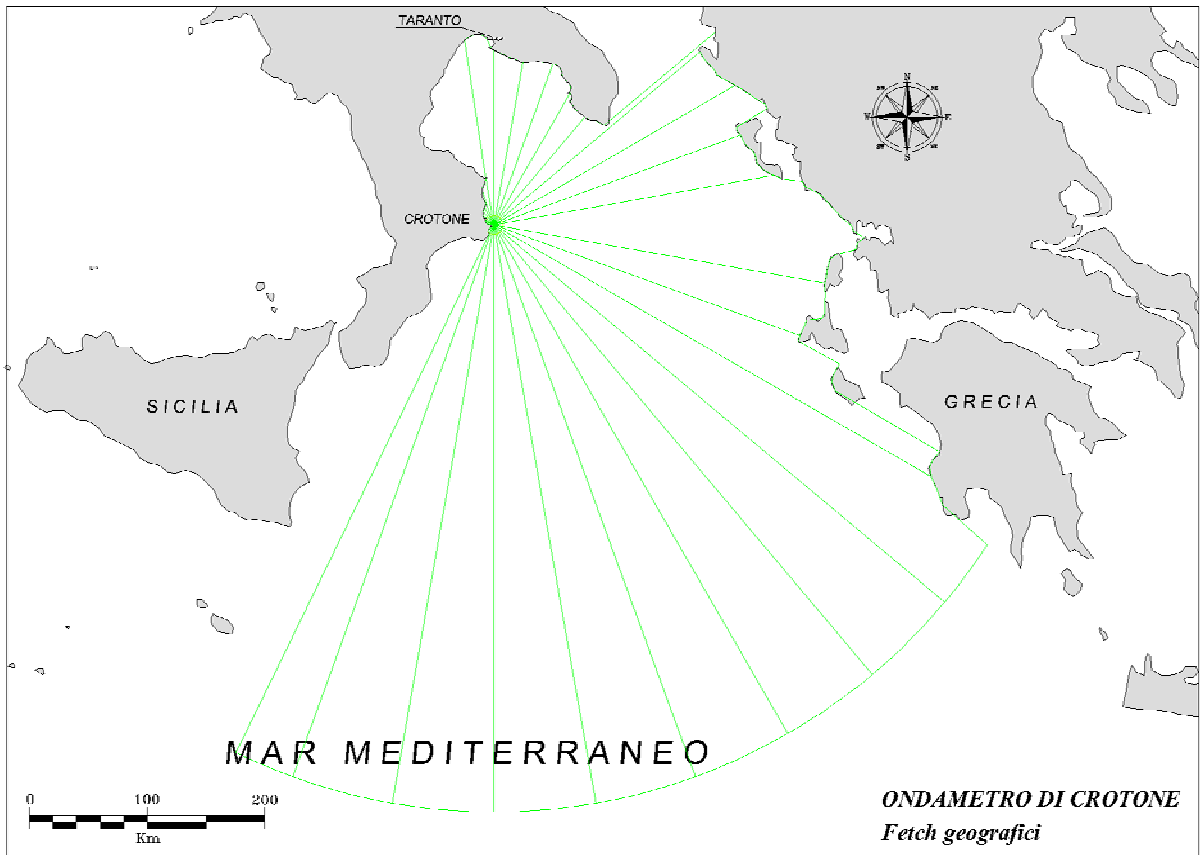 TARANTO
N
E
S
CROTONE
SICILIA
GRECIA
MAR MEDITERRANEO
0 100 200
Km
ONDAMETRO DI CROTONE
Fetch geografici